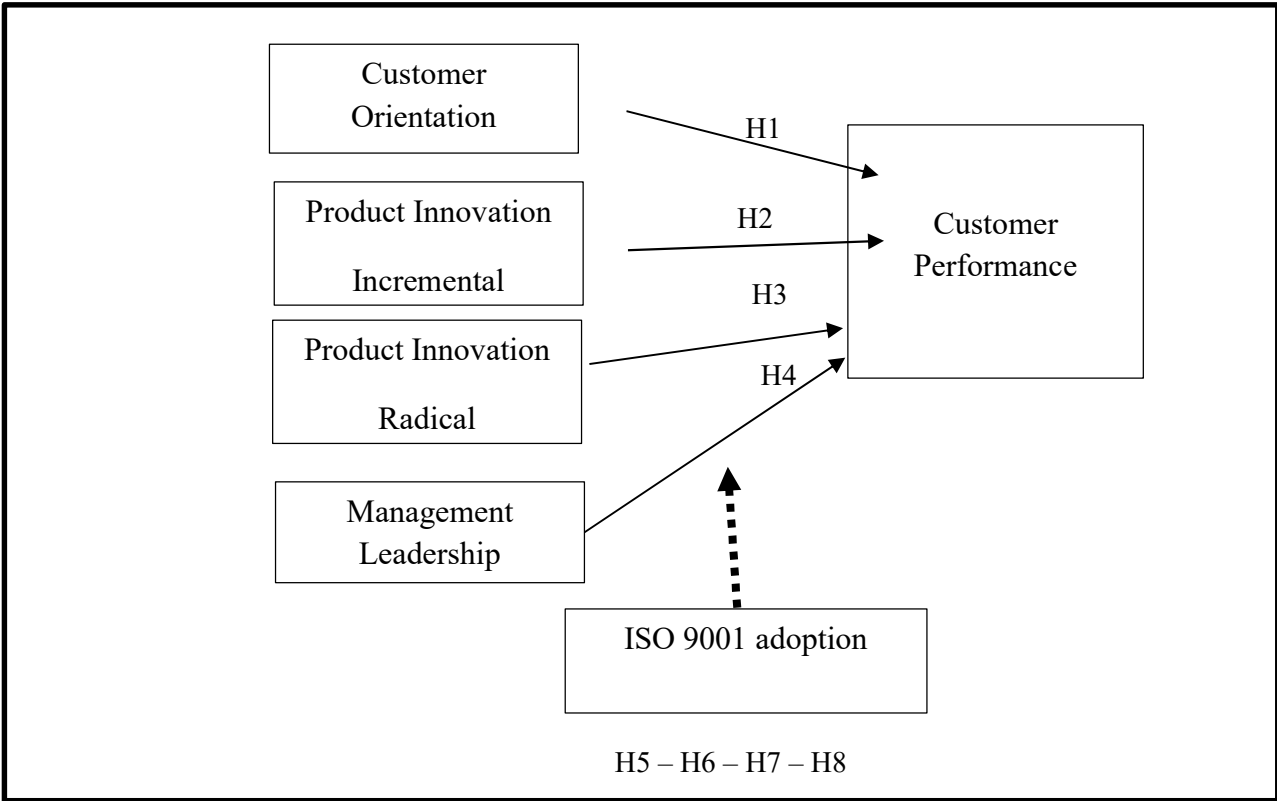 Customer
Orientation
H1
Product Innovation
Incremental
H2
Customer
Performance
H3
Product Innovation
Radical
H4
Management
Leadership
ISO 9001 adoption
H5 – H6 – H7 – H8